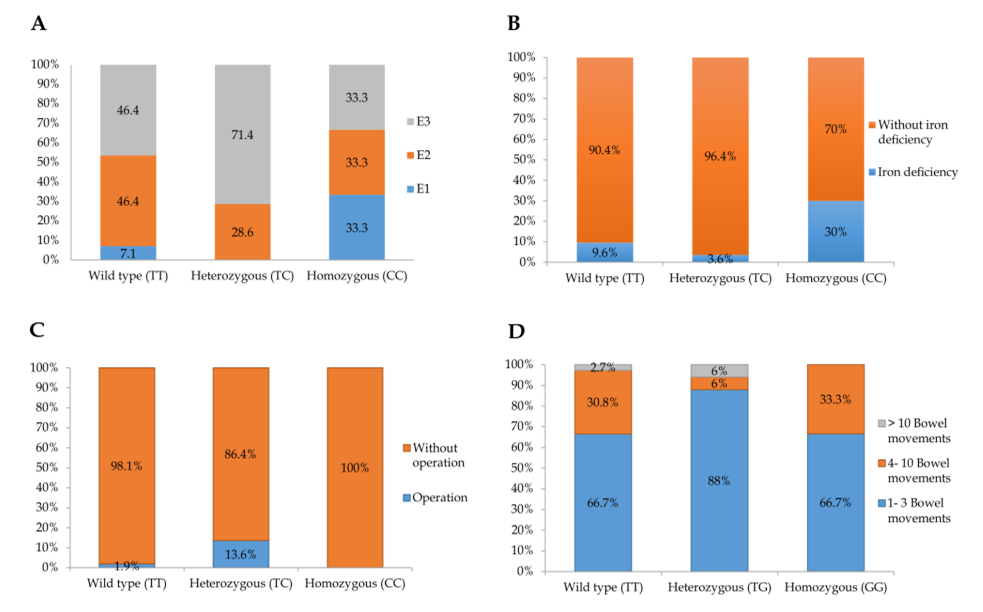 A
100%
90%
80%
70%
60%
50%
40%
30%
20%
10%
0%
46.4
46.4
7.1
71.4
28.6
33.3
33.3
33.3
Wild type (TT)
Heterozygous (TC)
Homozygous (CC)
E3
E2
E1
B
100%
90%
80%
70%
60%
50%
40%
30%
20%
10%
0%
90.4%
9.6%
96.4%
3.6%
70%
30%
Wild type (TT)
Heterozygous (TC)
Homozygous (CC)
Without iron
deficiency
Iron deficiency
C
100%
90%
80%
70%
60%
50%
40%
30%
20%
10%
0%
98.1%
1.9%
86.4%
13.6%
100%
Wild type (TT)
Heterozygous (TC)
Homozygous (CC)
Without
operation
Operation
D
100%
90%
80%
70%
60%
50%
40%
30%
20%
10%
0%
2.7%
30.8%
66.7%
6%
6%
88%
33.3%
66.7%
Wild type (TT)
Heterozygous (TG)
Homozygous (GG)
> 10 Bowel
movements
4- 10 Bowel
movements
1- 3 Bowel
movements